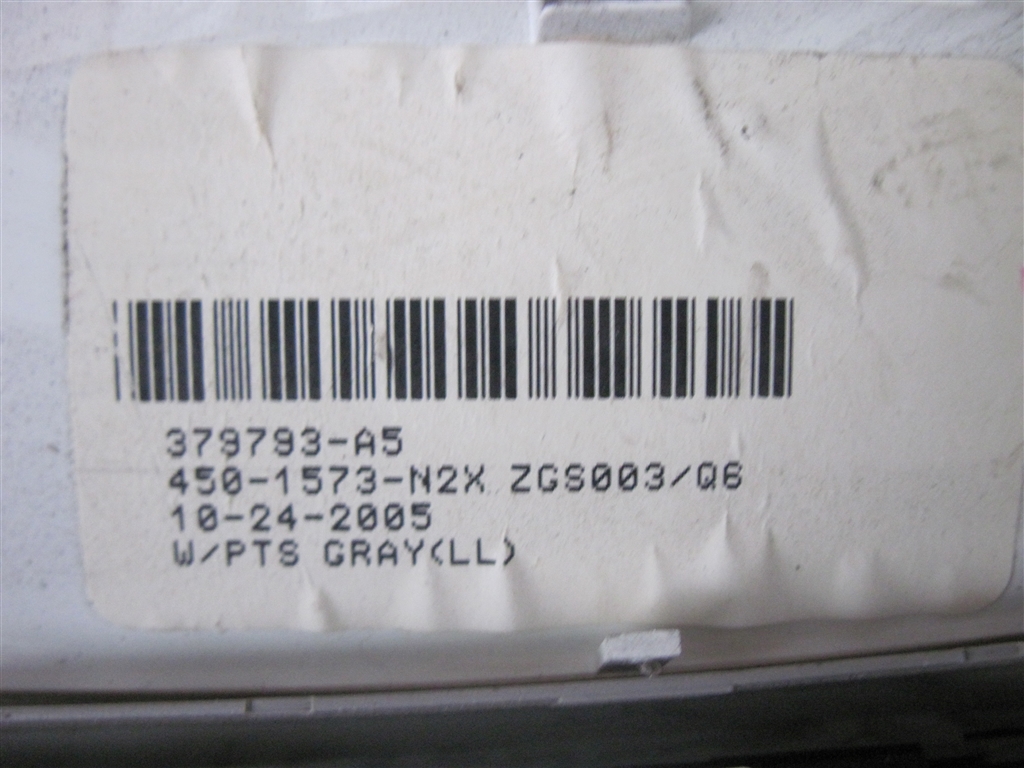 379793-A5
450-1573-N2X ZGS003/Q6
10-24-2005
W/PTS GRAY(LL)